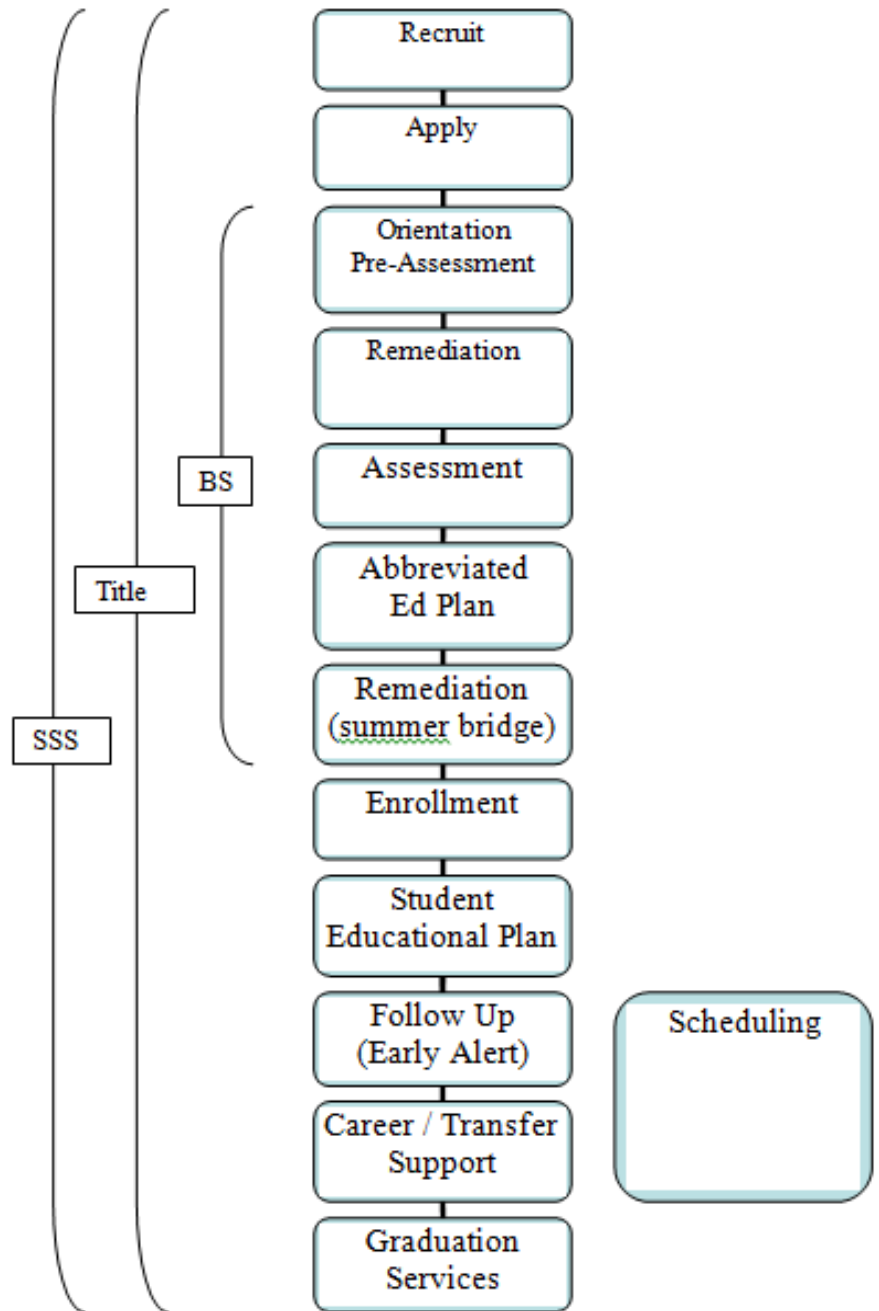 Recruit
Apply
Orientation
Pre-Assessment
Remediation
Assessment
BS
Abbreviated
Ed Plan
Title
Remediation
(summer bridge)
SSS
Enrollment
Student
Educational Plan
Follow Up
(Early Alert)
Scheduling
Career / Transfer
Support
Graduation
Services